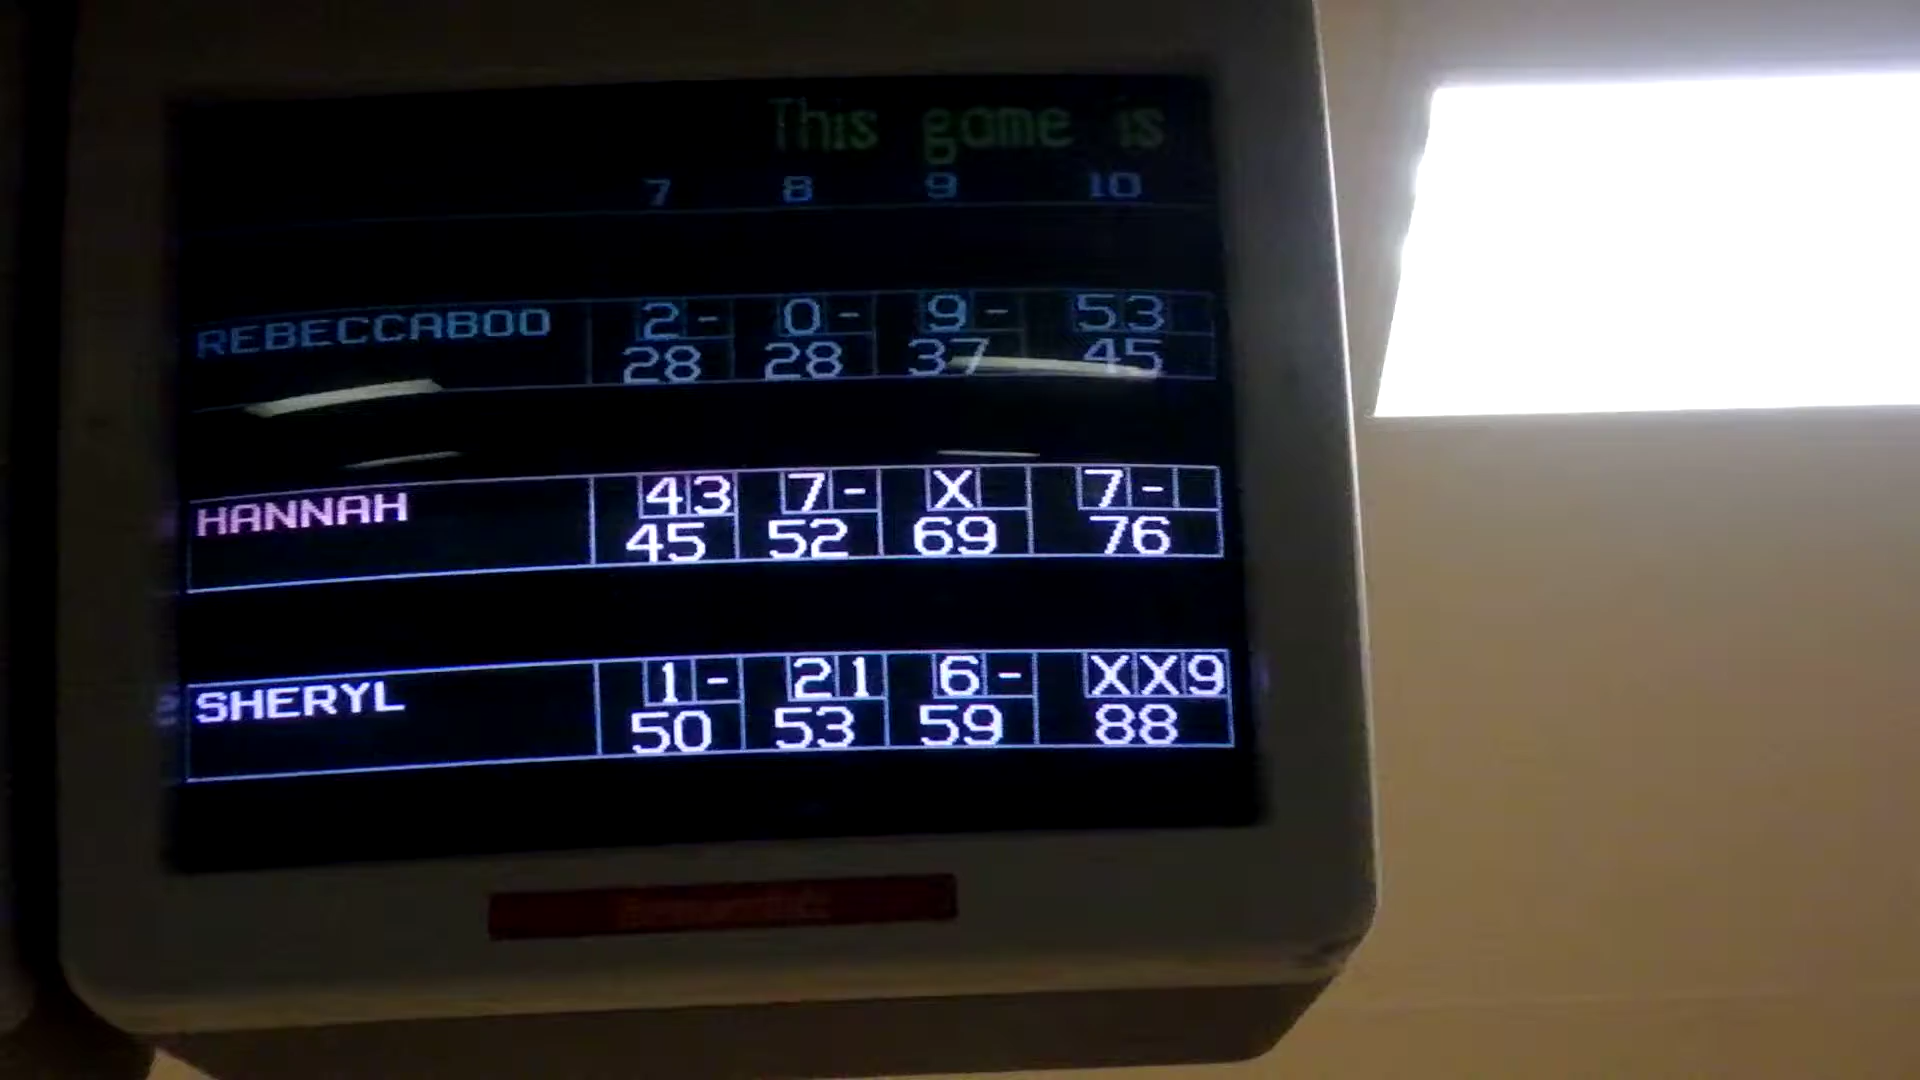 This game is
7 8 9 10
REBECCABOO 2 - 0 - 9 - 5 3
28 28 37 45
HANNAH 4 3 7 - X 7 -
45 52 69 76
SHERYL 1 - 2 1 6 - X X 9
50 53 59 88